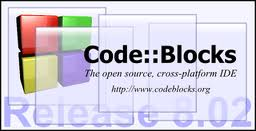 Code::Blocks
The open source, cross-platform IDE
http://www.codeblocks.org
Release 8.02